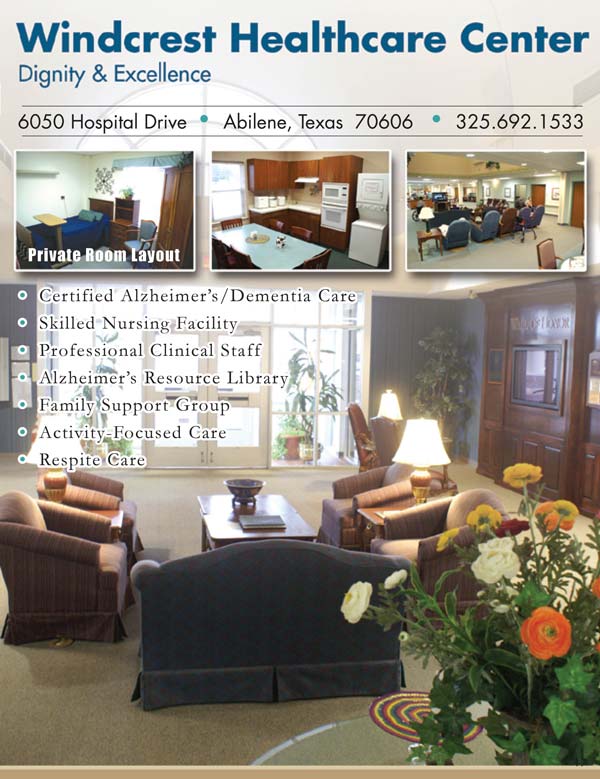 Windcrest Healthcare Center
Dignity & Excellence
6050 Hospital Drive • Abilene, Texas 70606 • 325.692.1533
Private Room Layout
• Certified Alzheimer's/Dementia Care
• Skilled Nursing Facility
• Professional Clinical Staff
• Alzheimer's Resource Library
• Family Support Group
• Activity-Focused Care
• Respite Care